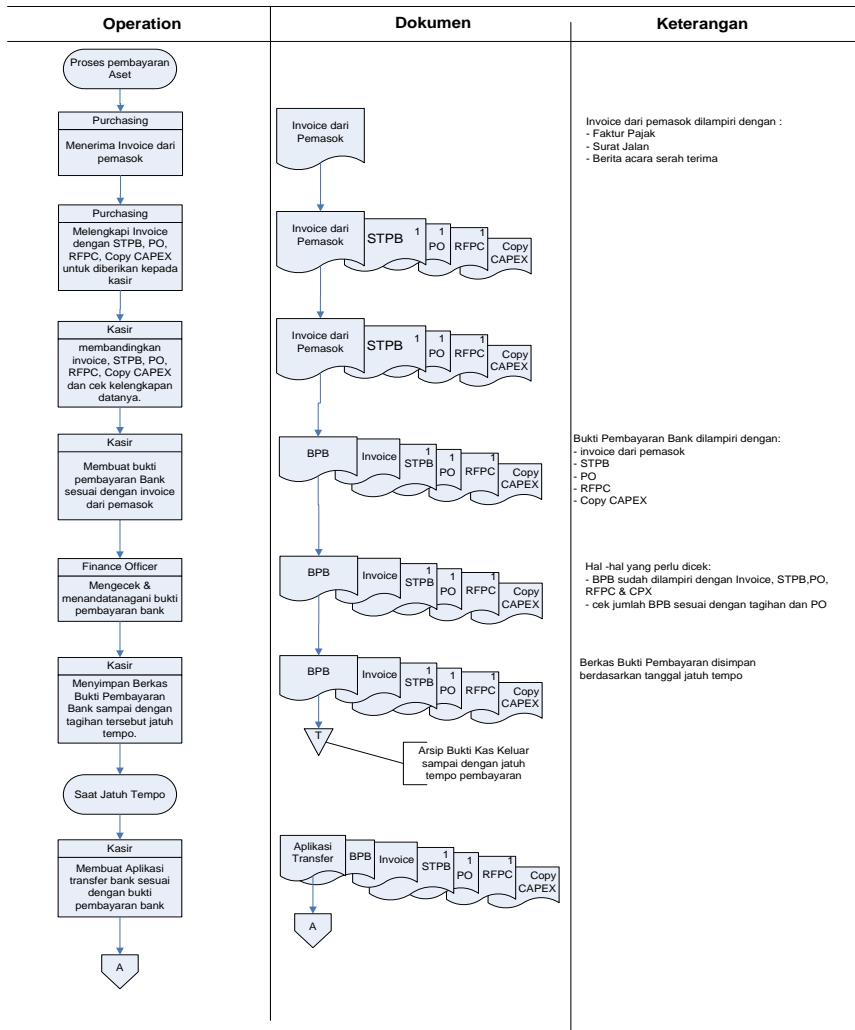 Operation
Dokumen
Keterangan
Proses pembayaran
Aset
Purchasing
Menerima Invoice dari
pemasok
Invoice dari
Pemasok
Invoice dari pemasok dilampiri dengan :
- Faktur Pajak
- Surat Jalan
- Berita acara serah terima
Purchasing
Melengkapi Invoice
dengan STPB, PO,
RFPC, Copy CAPEX
untuk diberikan kepada
kasir
Invoice dari
Pemasok
STPB 1
1
PO
1
RFPC
Copy
CAPEX
Kasir
membandingkan
invoice, STPB, PO,
RFPC, Copy CAPEX
dan cek kelengkapan
datanya.
Invoice dari
Pemasok
STPB 1
1
PO
1
RFPC
Copy
CAPEX
Kasir
Membuat bukti
pembayaran Bank
sesuai dengan invoice
dari pemasok
BPB
Invoice
1
STPB
1
PO
1
RFPC
Copy
CAPEX
Bukti Pembayaran Bank dilampiri dengan:
- invoice dari pemasok
- STPB
- PO
- RFPC
- Copy CAPEX
Finance Officer
Mengecek &
menandatanagani bukti
pembayaran bank
BPB
Invoice
1
STPB
1
PO
1
RFPC
Copy
CAPEX
Hal -hal yang perlu dicek:
- BPB sudah dilampiri dengan Invoice, STPB,PO,
RFPC & CPX
- cek jumlah BPB sesuai dengan tagihan dan PO
Kasir
Menyimpan Berkas
Bukti Pembayaran
Bank sampai dengan
tagihan tersebut jatuh
tempo.
BPB
Invoice
1
STPB
1
PO
1
RFPC
Copy
CAPEX
Berkas Bukti Pembayaran disimpan
berdasarkan tanggal jatuh tempo
T
Arsip Bukti Kas Keluar
sampai dengan jatuh
tempo pembayaran
Saat Jatuh Tempo
Kasir
Membuat Aplikasi
transfer bank sesuai
dengan bukti
pembayaran bank
Aplikasi
Transfer
BPB
Invoice
1
STPB
1
PO
1
RFPC
Copy
CAPEX
A
A